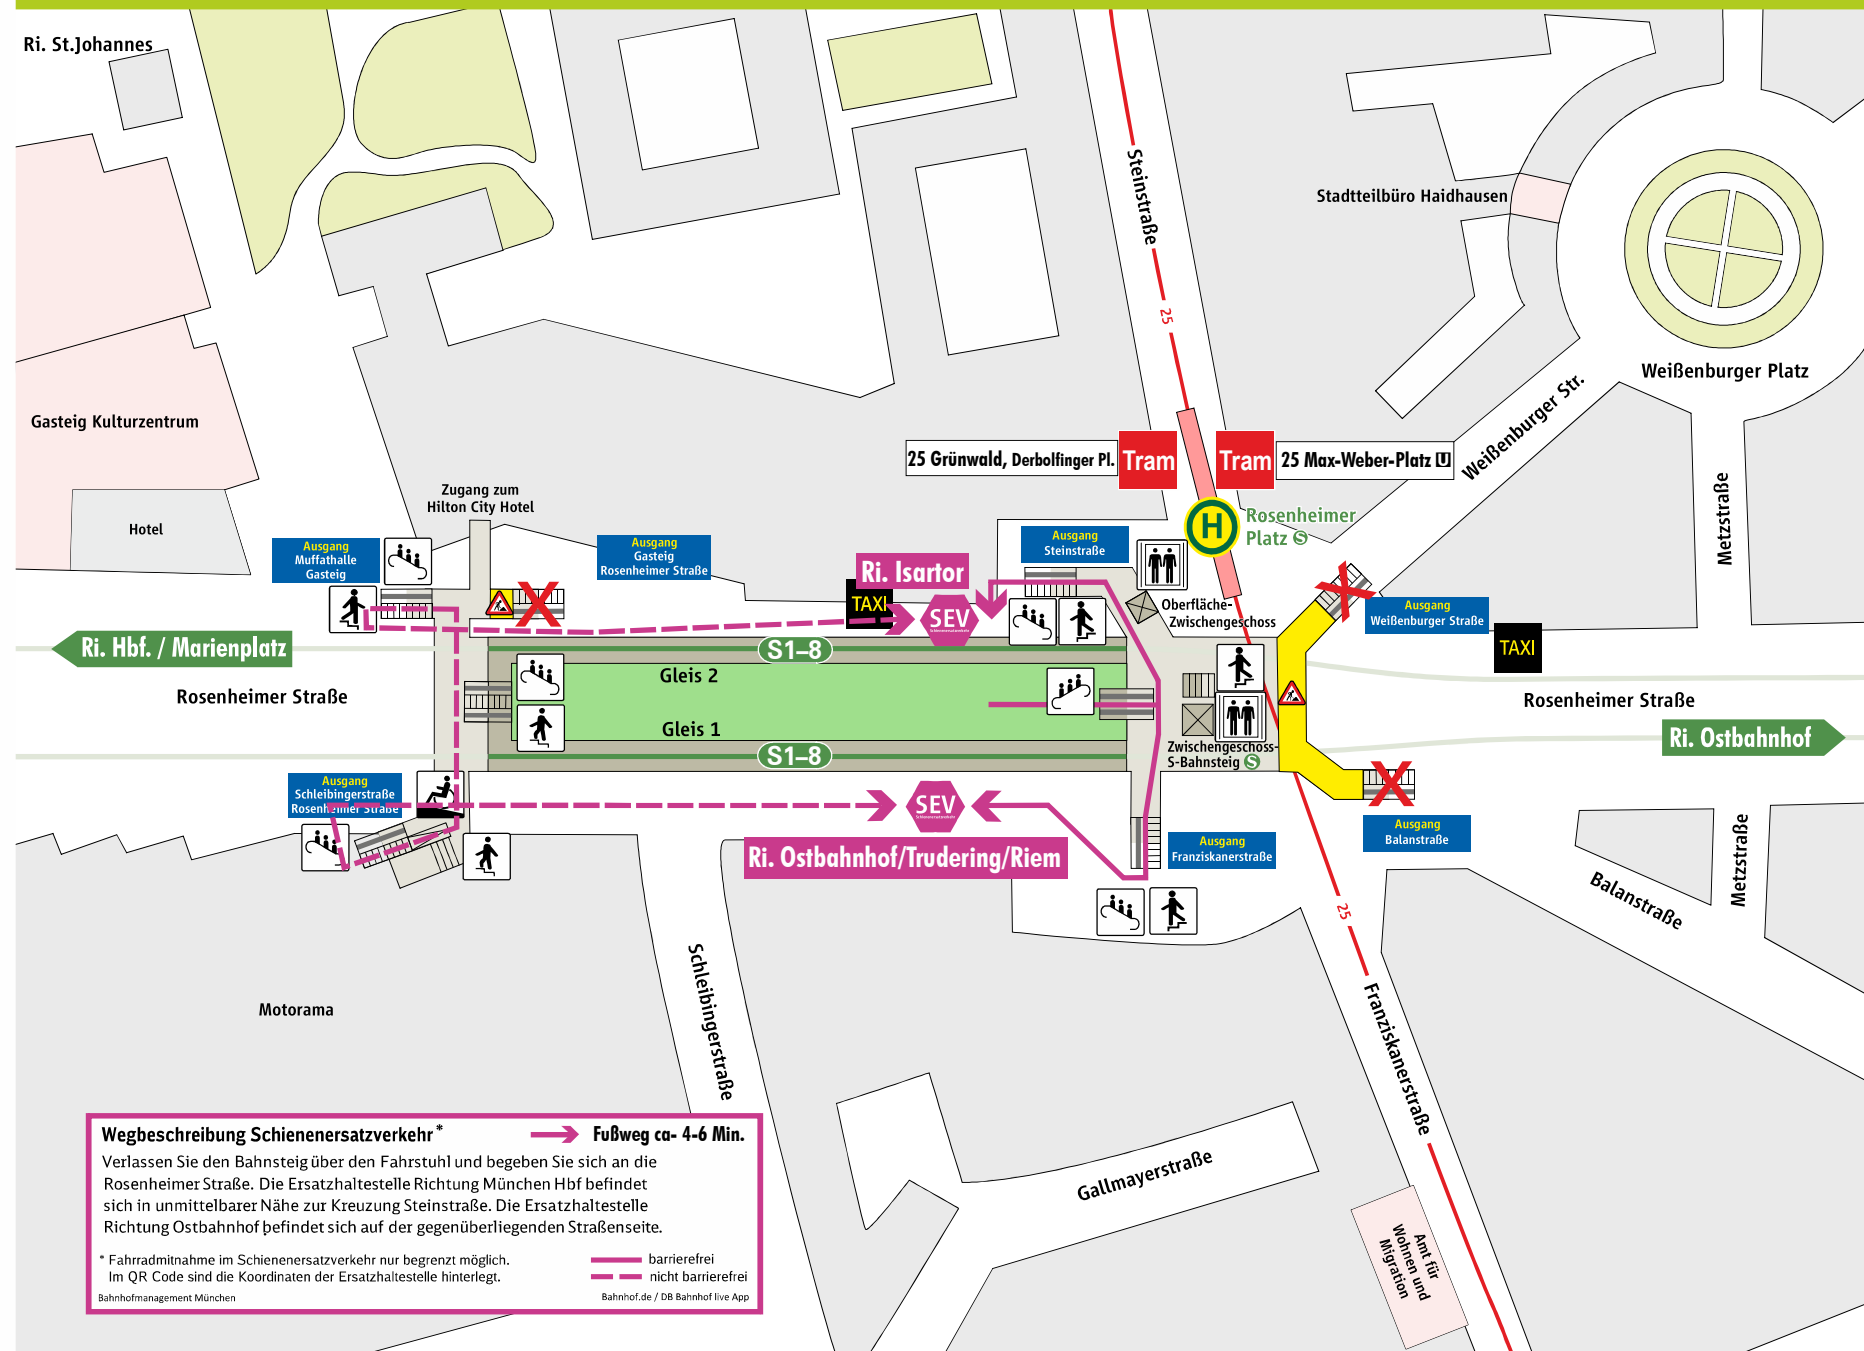 Ri. St.Johannes
Steinstraße
25
Stadtteilbüro Haidhausen
Weißenburger Platz
Weißenburger Str.
Metzstraße
Gasteig Kulturzentrum
Hotel
Zugang zum
Hilton City Hotel
25 Grünwald, Derbolfinger Pl.
Tram
Tram
25 Max-Weber-Platz U
H
Rosenheimer
Platz S
Ausgang
Muffathalle
Gasteig
Ausgang
Gasteig
Rosenheimer Straße
Ausgang
Steinstraße
Ri. Isartor
TAXI
SEV
Schienenersatzverkehr
Oberfläche-
Zwischengeschoss
Ausgang
Weißenburger Straße
TAXI
Ri. Hbf. / Marienplatz
S1–8
Gleis 2
Rosenheimer Straße
Rosenheimer Straße
Gleis 1
S1–8
Zwischengeschoss-
S-Bahnsteig S
Ri. Ostbahnhof
Ausgang
Schleibingerstraße
Rosenheimer Straße
SEV
Schienenersatzverkehr
Ri. Ostbahnhof/Trudering/Riem
Ausgang
Franziskanerstraße
Ausgang
Balanstraße
Balanstraße
Metzstraße
25
Motorama
Schleibingerstraße
Franziskanerstraße
Gallmayerstraße
Amt für
Wohnen und
Migration
Wegbeschreibung Schienenersatzverkehr*
Fußweg ca- 4-6 Min.
Verlassen Sie den Bahnsteig über den Fahrstuhl und begeben Sie sich an die
Rosenheimer Straße. Die Ersatzhaltestelle Richtung München Hbf befindet
sich in unmittelbarer Nähe zur Kreuzung Steinstraße. Die Ersatzhaltestelle
Richtung Ostbahnhof befindet sich auf der gegenüberliegenden Straßenseite.
* Fahrradmitnahme im Schienenersatzverkehr nur begrenzt möglich.
Im QR Code sind die Koordinaten der Ersatzhaltestelle hinterlegt.
barrierefrei
nicht barrierefrei
Bahnhofmanagement München
Bahnhof.de / DB Bahnhof live App